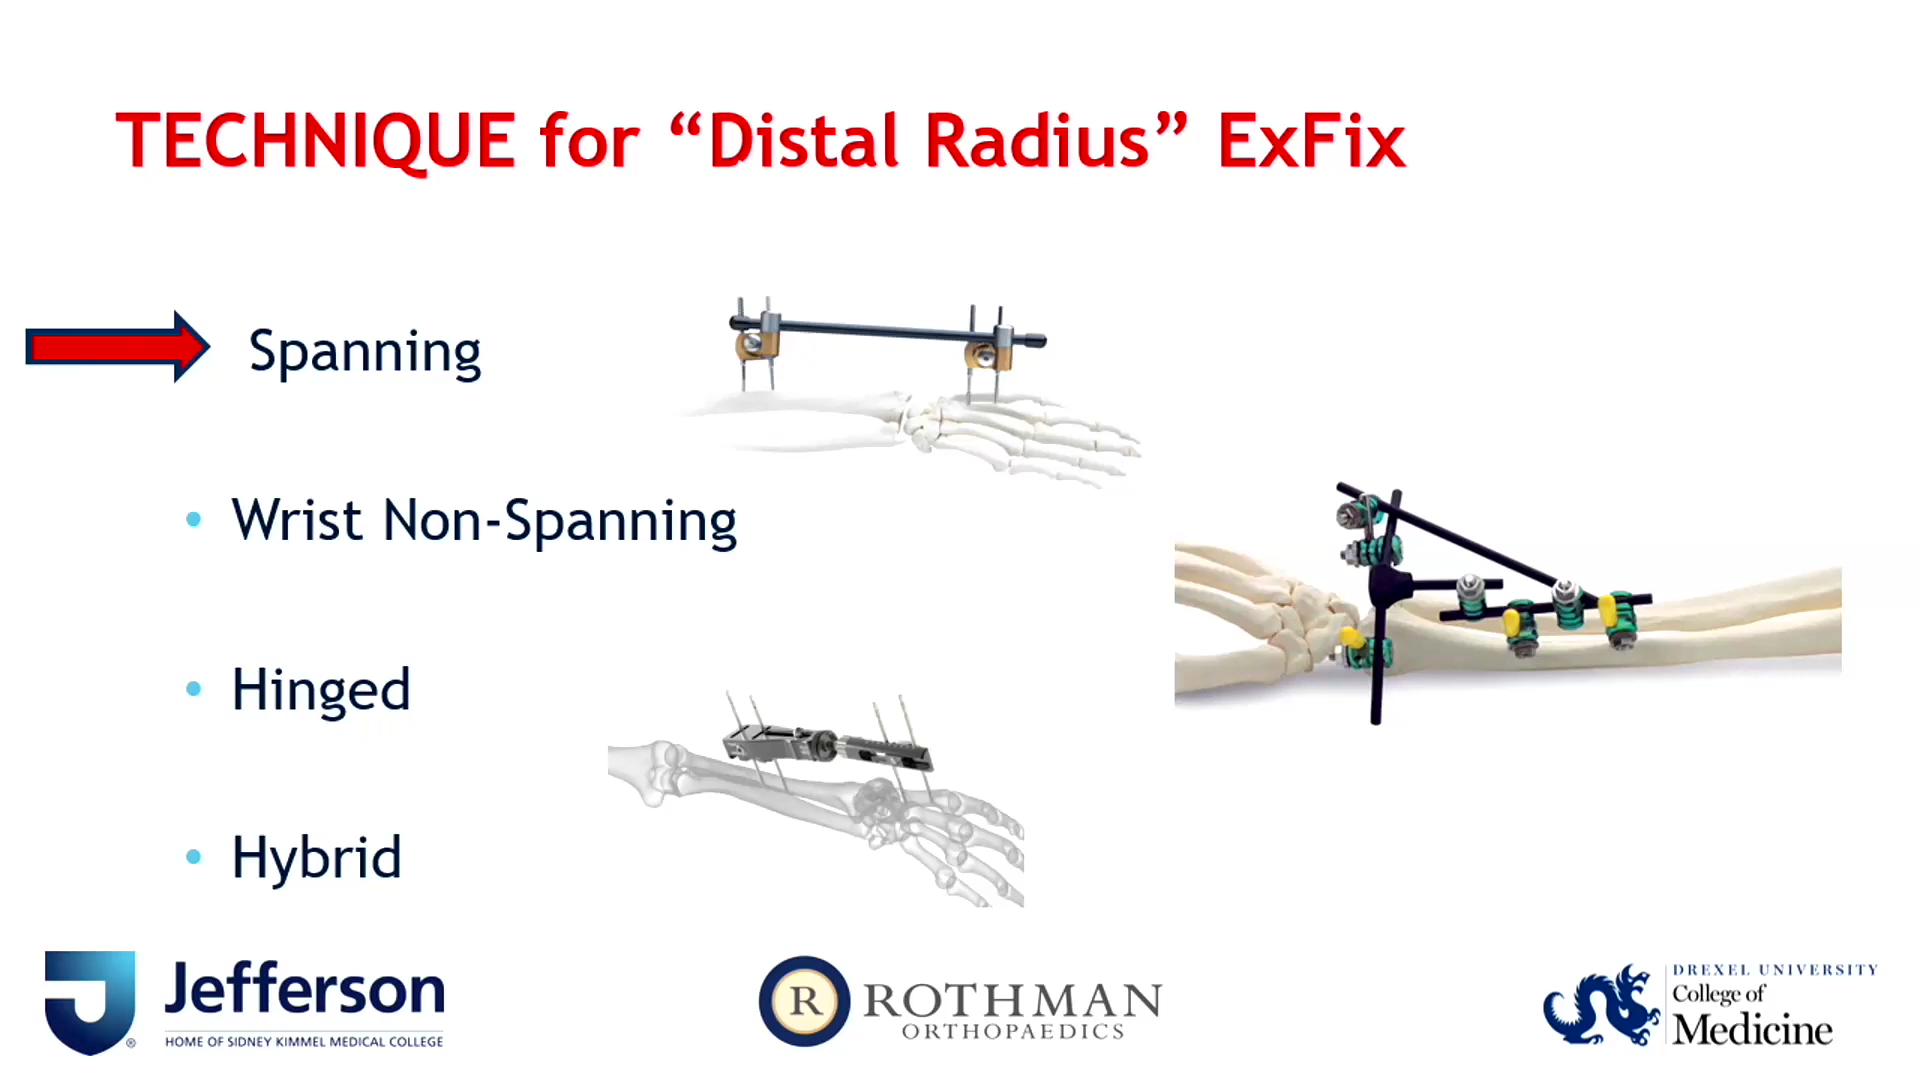 TECHNIQUE for “Distal Radius” ExFix
Spanning
• Wrist Non-Spanning
• Hinged
• Hybrid
Jefferson
®
HOME OF SIDNEY KIMMEL MEDICAL COLLEGE
R
ROTHMAN
ORTHOPAEDICS
DREXEL UNIVERSITY
College of
Medicine